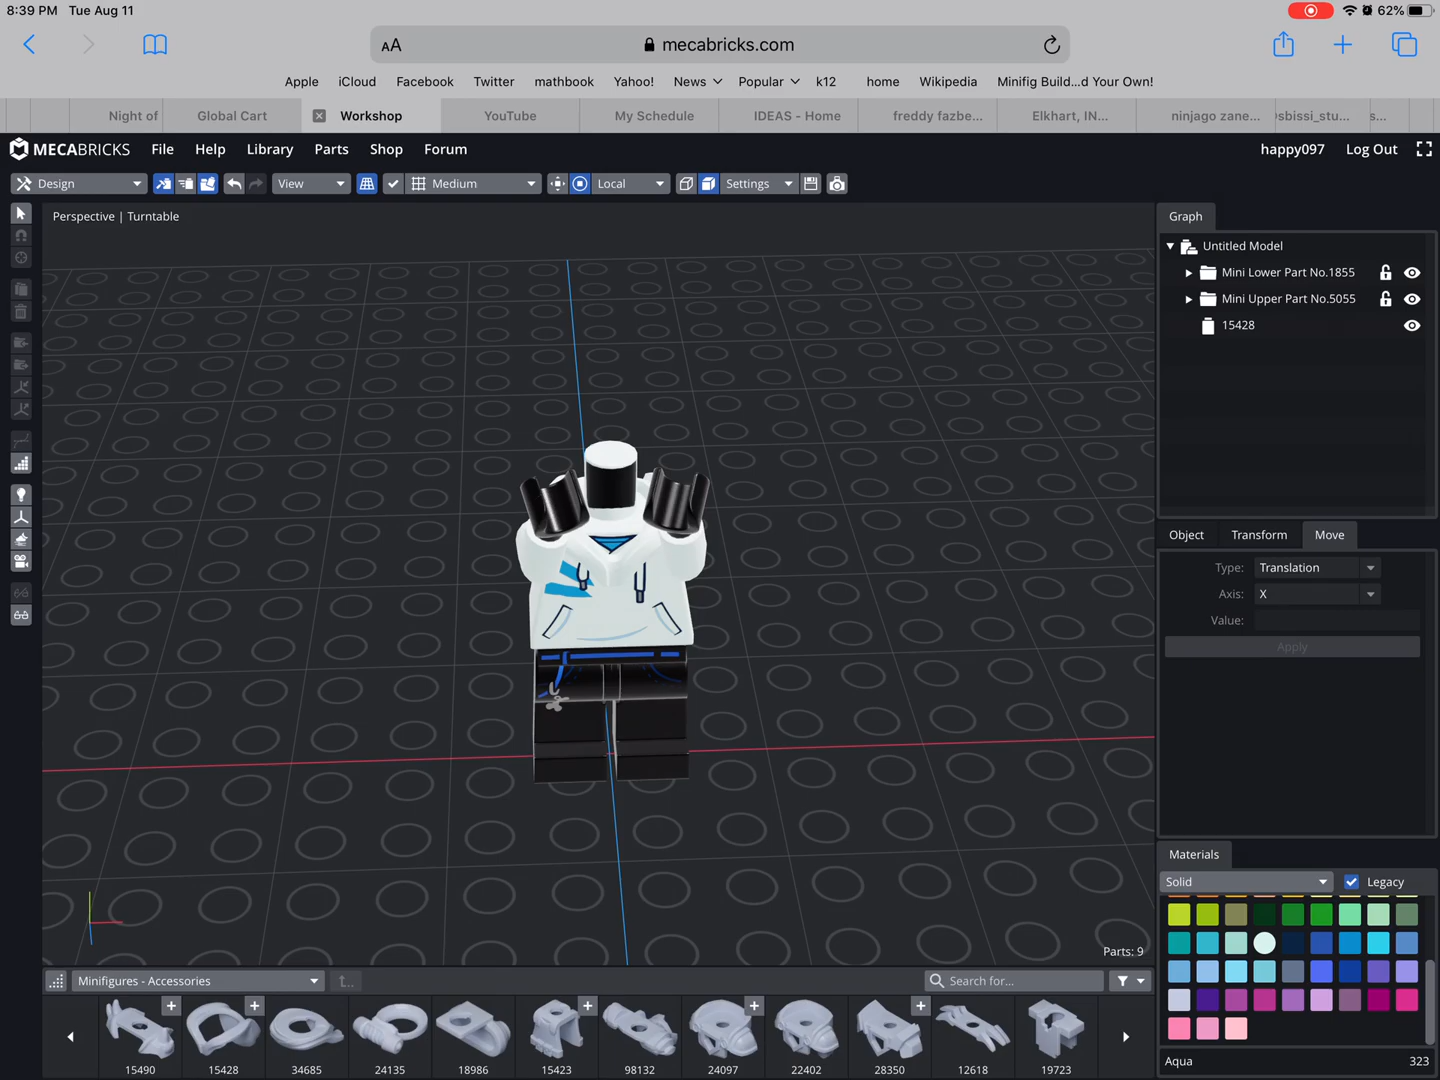 8:39 PM Tue Aug 11
62%
AA
mecabricks.com
Apple iCloud Facebook Twitter mathbook Yahoo! News Popular k12 home Wikipedia Minifig Build...d Your Own!
Night of Global Cart Workshop YouTube My Schedule IDEAS - Home freddy fazbe... Elkhart, IN... ninjago zane... sbissi_stu... s...
MECABRICKS File Help Library Parts Shop Forum happy097 Log Out
Design View Medium Local Settings
Perspective | Turntable
Graph
Untitled Model
Mini Lower Part No.1855
Mini Upper Part No.5055
15428
Object Transform Move
Type: Translation
Axis: X
Value:
Apply
Materials
Solid Legacy
Parts: 9
Minifigures - Accessories Search for...
15490 15428 34685 24135 18986 15423 98132 24097 22402 28350 12618 19723
Aqua 323